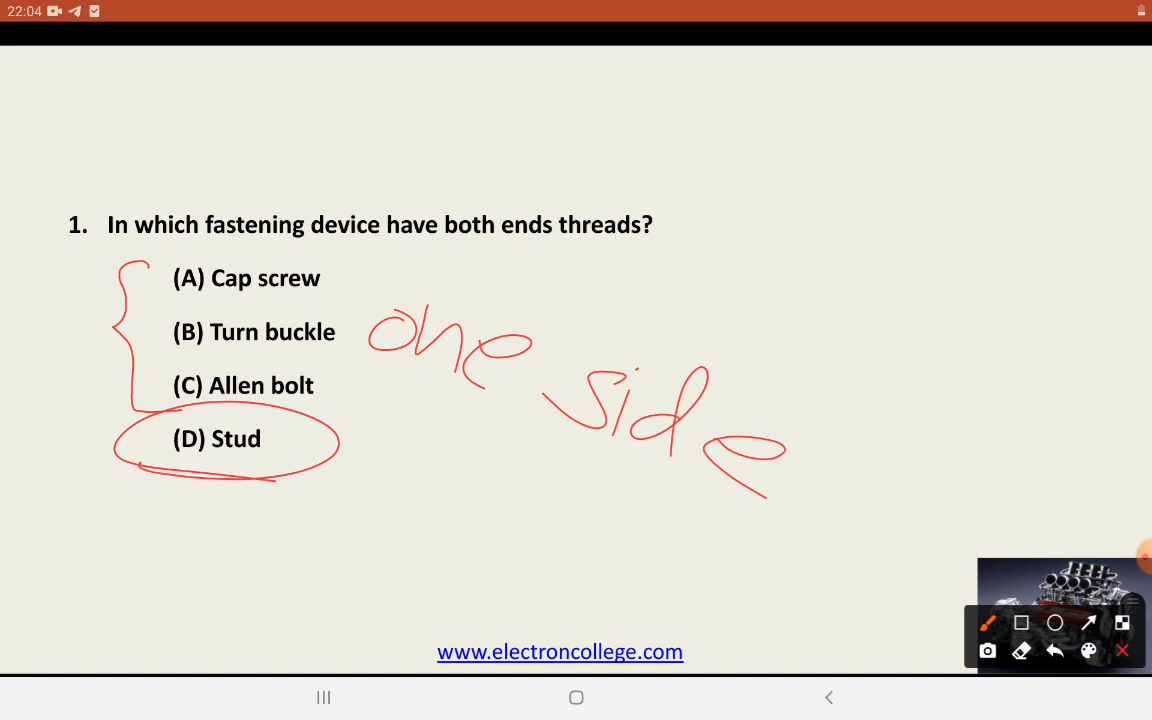 22:04
1. In which fastening device have both ends threads?
(A) Cap screw
(B) Turn buckle
(C) Allen bolt
(D) Stud
one side
www.electroncollege.com